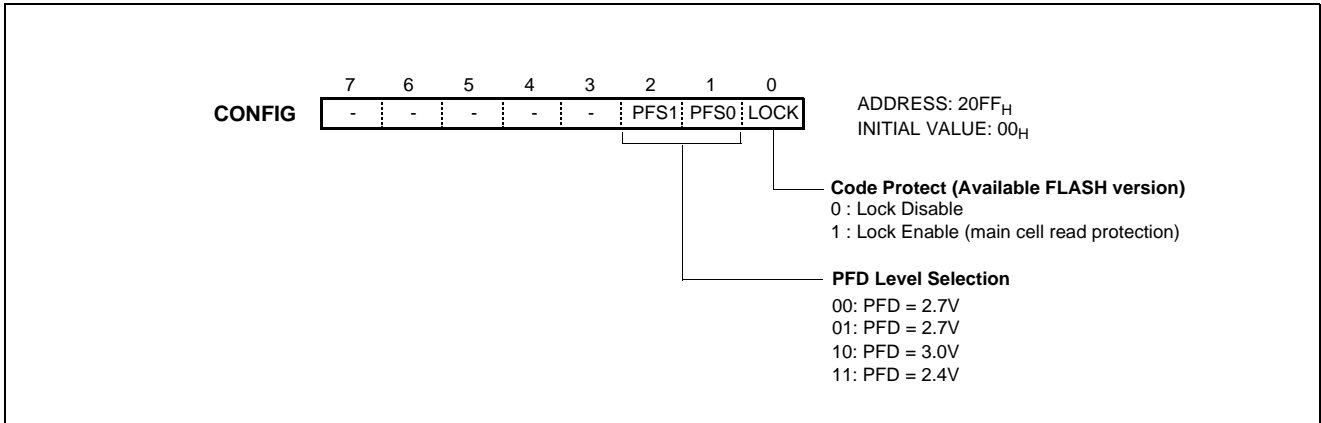 7 6 5 4 3 2 1 0
CONFIG - - - - - PFS1 PFS0 LOCK
ADDRESS: 20FFH
INITIAL VALUE: 00H
Code Protect (Available FLASH version)
0 : Lock Disable
1 : Lock Enable (main cell read protection)
PFD Level Selection
00: PFD = 2.7V
01: PFD = 2.7V
10: PFD = 3.0V
11: PFD = 2.4V